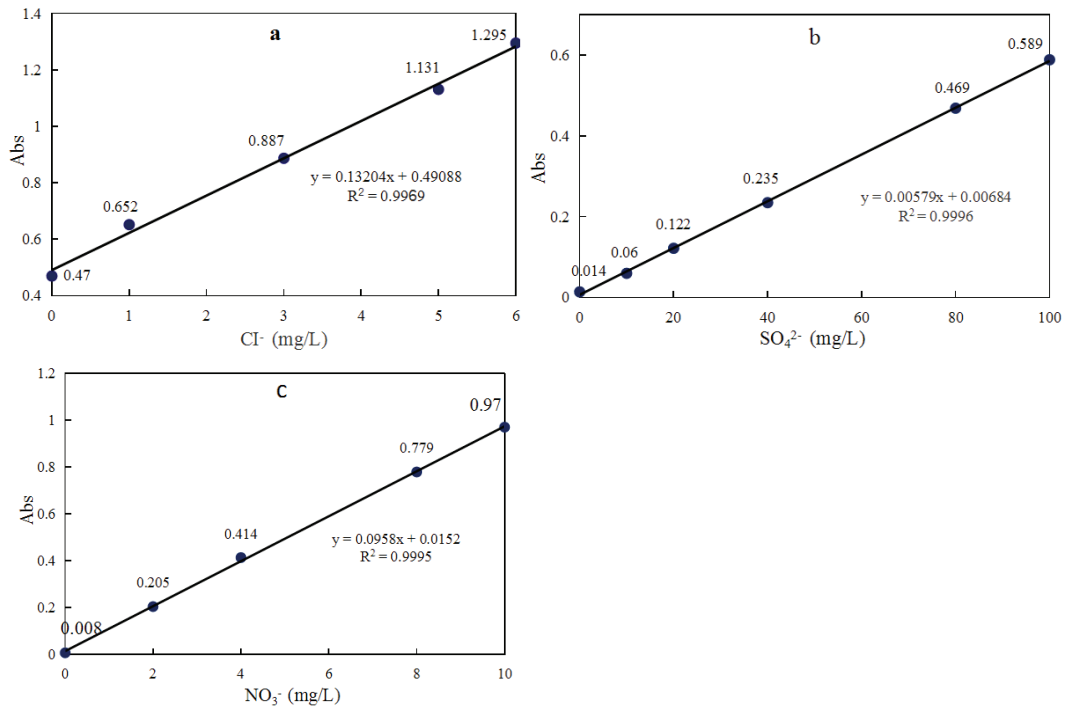 a
1.4
1.2
1
0.8
0.6
0.4
Abs
0.47
0.652
0.887
1.131
1.295
y = 0.13204x + 0.49088
R² = 0.9969
0 1 2 3 4 5 6
CI⁻ (mg/L)
b
0.6
0.4
0.2
0
Abs
0.014
0.06
0.122
0.235
0.469
0.589
y = 0.00579x + 0.00684
R² = 0.9996
0 20 40 60 80 100
SO₄²⁻ (mg/L)
c
1.2
1
0.8
0.6
0.4
0.2
0
Abs
0.008
0.205
0.414
0.779
0.97
y = 0.0958x + 0.0152
R² = 0.9995
0 2 4 6 8 10
NO₃⁻ (mg/L)